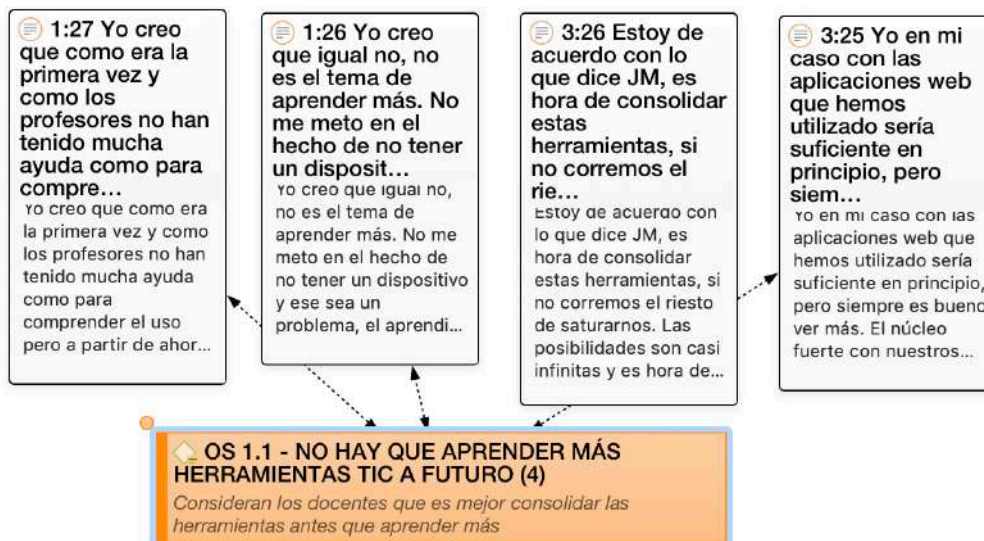 1:27 Yo creo
que como era la
primera vez y
como los
profesores no han
tenido mucha
ayuda como para
compre...
Yo creo que como era
la primera vez y como
los profesores no han
tenido mucha ayuda
como para
comprender el uso
pero a partir de ahor...
1:26 Yo creo
que igual no, no
es el tema de
aprender más. No
me meto en el
hecho de no tener
un disposit...
Yo creo que igual no,
no es el tema de
aprender más. No me
meto en el hecho de
no tener un dispositivo
y ese sea un
problema, el aprendi...
3:26 Estoy de
acuerdo con lo
que dice JM, es
hora de consolidar
estas
herramientas, si
no corremos el
rie...
Estoy de acuerdo con
lo que dice JM, es
hora de consolidar
estas herramientas, si
no corremos el riesto
de saturarnos. Las
posibilidades son casi
infinitas y es hora de...
3:25 Yo en mi
caso con las
aplicaciones web
que hemos
utilizado sería
suficiente en
principio, pero
siem...
Yo en mi caso con las
aplicaciones web que
hemos utilizado sería
suficiente en principio,
pero siempre es bueno
ver más. El núcleo
fuerte con nuestros...
OS 1.1 - NO HAY QUE APRENDER MÁS
HERRAMIENTAS TIC A FUTURO (4)
Consideran los docentes que es mejor consolidar las
herramientas antes que aprender más